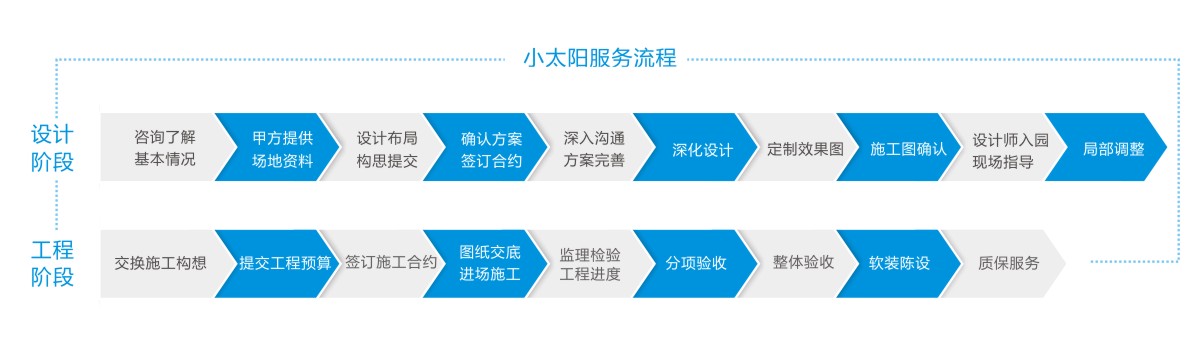 小太阳服务流程
设计
阶段
咨询了解
基本情况
甲方提供
场地资料
设计布局
构思提交
确认方案
签订合约
深入沟通
方案完善
深化设计
定制效果图
施工图确认
设计师入园
现场指导
局部调整
工程
阶段
交换施工构想
提交工程预算
签订施工合约
图纸交底
进场施工
监理检验
工程进度
分项验收
整体验收
软装陈设
质保服务